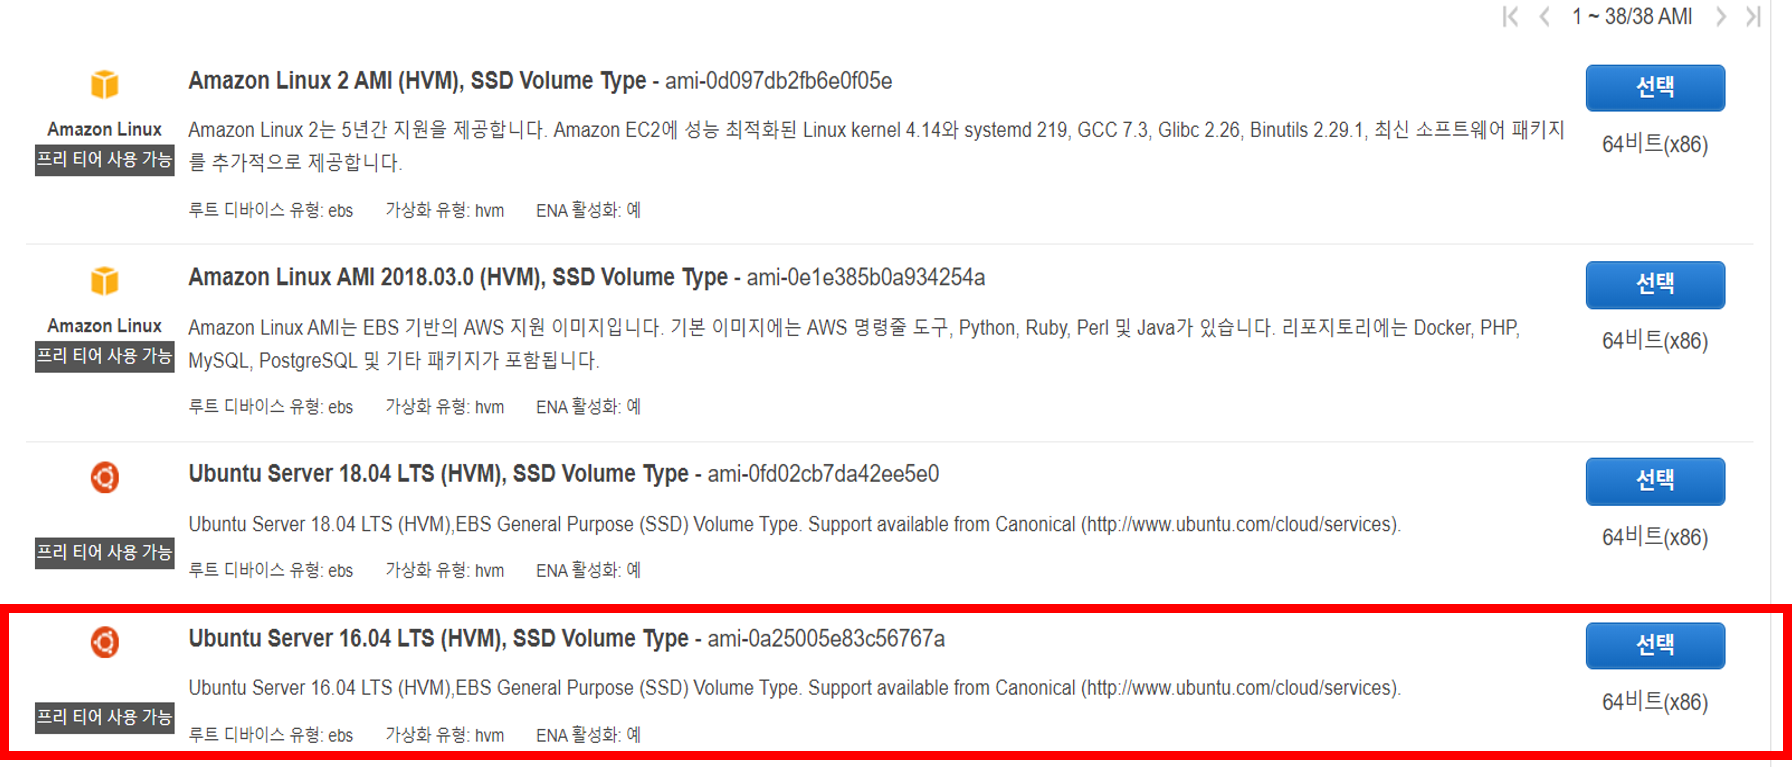 1 ~ 38/38 AMI
Amazon Linux 2 AMI (HVM), SSD Volume Type - ami-0d097db2fb6e0f05e
선택
Amazon Linux
프리 티어 사용 가능
Amazon Linux 2는 5년간 지원을 제공합니다. Amazon EC2에 성능 최적화된 Linux kernel 4.14와 systemd 219, GCC 7.3, Glibc 2.26, Binutils 2.29.1, 최신 소프트웨어 패키지
를 추가적으로 제공합니다.
64비트(x86)
루트 디바이스 유형: ebs 가상화 유형: hvm ENA 활성화: 예
Amazon Linux AMI 2018.03.0 (HVM), SSD Volume Type - ami-0e1e385b0a934254a
선택
Amazon Linux
프리 티어 사용 가능
Amazon Linux AMI는 EBS 기반의 AWS 지원 이미지입니다. 기본 이미지에는 AWS 명령줄 도구, Python, Ruby, Perl 및 Java가 있습니다. 리포지토리에는 Docker, PHP,
MySQL, PostgreSQL 및 기타 패키지가 포함됩니다.
64비트(x86)
루트 디바이스 유형: ebs 가상화 유형: hvm ENA 활성화: 예
Ubuntu Server 18.04 LTS (HVM), SSD Volume Type - ami-0fd02cb7da42ee5e0
선택
Ubuntu Server 18.04 LTS (HVM),EBS General Purpose (SSD) Volume Type. Support available from Canonical (http://www.ubuntu.com/cloud/services).
64비트(x86)
프리 티어 사용 가능
루트 디바이스 유형: ebs 가상화 유형: hvm ENA 활성화: 예
Ubuntu Server 16.04 LTS (HVM), SSD Volume Type - ami-0a25005e83c56767a
선택
Ubuntu Server 16.04 LTS (HVM),EBS General Purpose (SSD) Volume Type. Support available from Canonical (http://www.ubuntu.com/cloud/services).
64비트(x86)
프리 티어 사용 가능
루트 디바이스 유형: ebs 가상화 유형: hvm ENA 활성화: 예